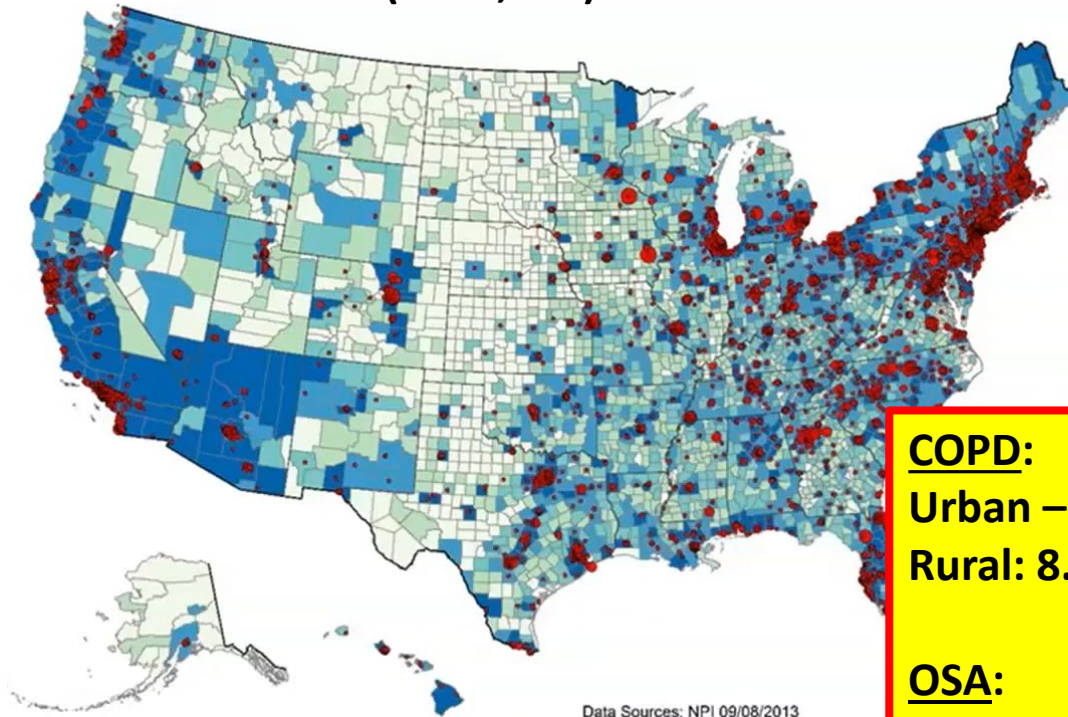 Data Sources: NPI 09/08/2013
COPD:
Urban –
Rural: 8.
OSA: